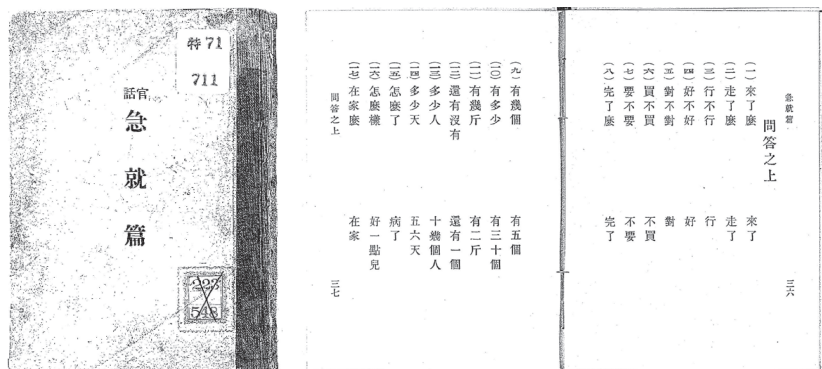 特71
711
官話
急就篇
急就篇
三六
問答之上
(一)來了麼 來了
(二)走了麼 走了
(三)行不行 行
(四)好不好 好
(五)對不對 對
(六)買不買 不買
(七)要不要 不要
(八)完了麼 完了
(九)有幾個 有五個
(一〇)有多少 有三十個
(一一)有幾斤 有二斤
(一二)還有沒有 還有一個
(一三)多少人 十幾個人
(一四)多少天 五六天
(一五)怎麼了 病了
(一六)怎麼樣 好一點兒
(一七)在家麼 在家
問答之上
三七